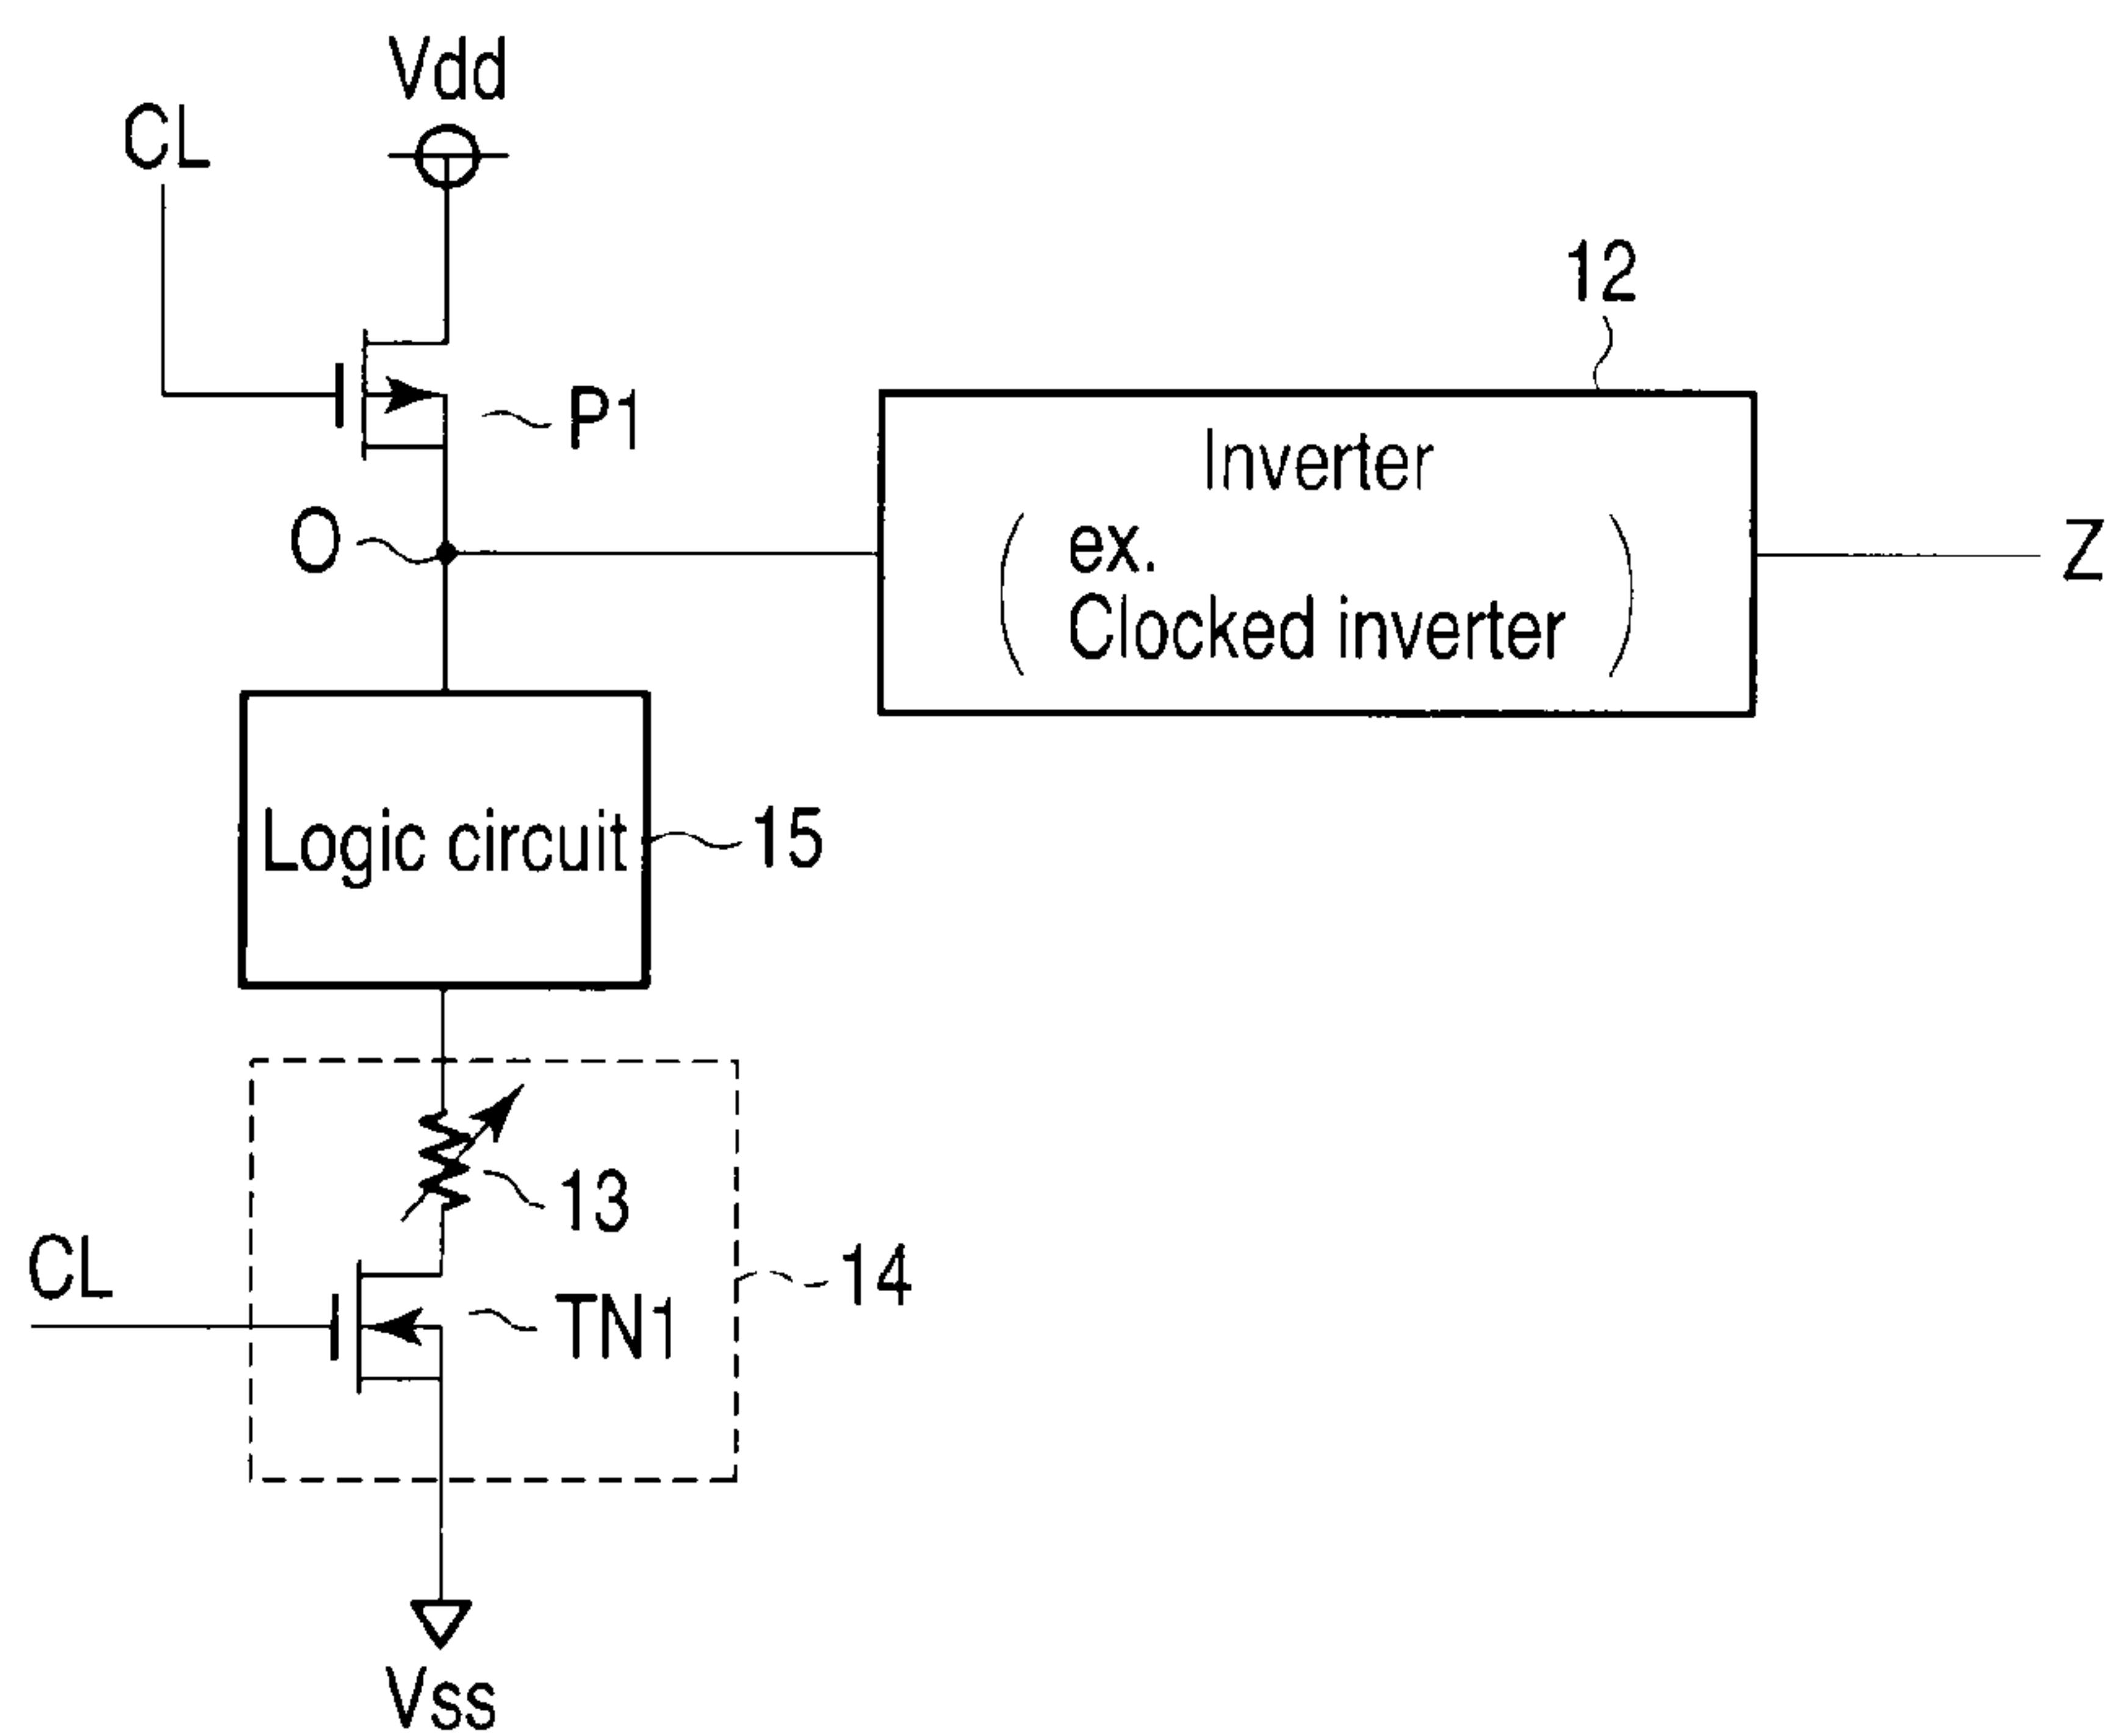 Vdd
CL
12
P1
Inverter
O
ex.
Z
Clocked inverter
Logic circuit
15
13
CL
14
TN1
Vss